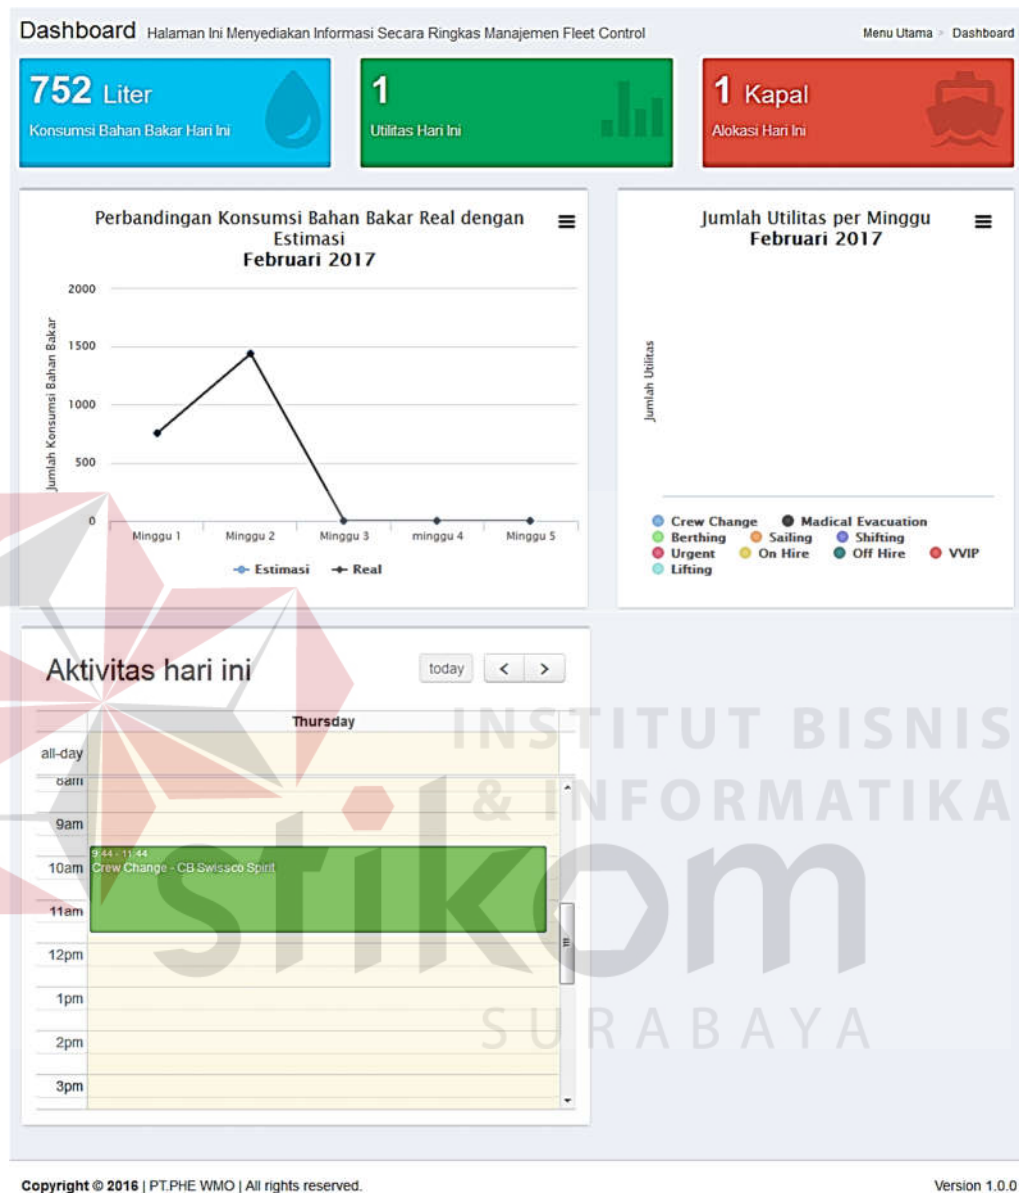 Dashboard Halaman Ini Menyediakan Informasi Secara Ringkas Manajemen Fleet Control
Menu Utama > Dashboard
752 Liter
Konsumsi Bahan Bakar Hari Ini
1
Utilitas Hari Ini
1 Kapal
Alokasi Hari Ini
Perbandingan Konsumsi Bahan Bakar Real dengan
Estimasi
Februari 2017
Jumlah Konsumsi Bahan Bakar
2000
1500
1000
500
0
Minggu 1 Minggu 2 Minggu 3 minggu 4 Minggu 5
Estimasi Real
Jumlah Utilitas per Minggu
Februari 2017
Jumlah Utilitas
Crew Change Madical Evacuation
Berthing Sailing Shifting
Urgent On Hire Off Hire VVIP
Lifting
Aktivitas hari ini
today < >
Thursday
all-day
8am
9am
9:44 - 11:44
10am Crew Change - CB Swissco Spirit
11am
12pm
1pm
2pm
3pm
INSTITUT BISNIS
& INFORMATIKA
stikom
SURABAYA
Copyright © 2016 | PT.PHE WMO | All rights reserved.
Version 1.0.0